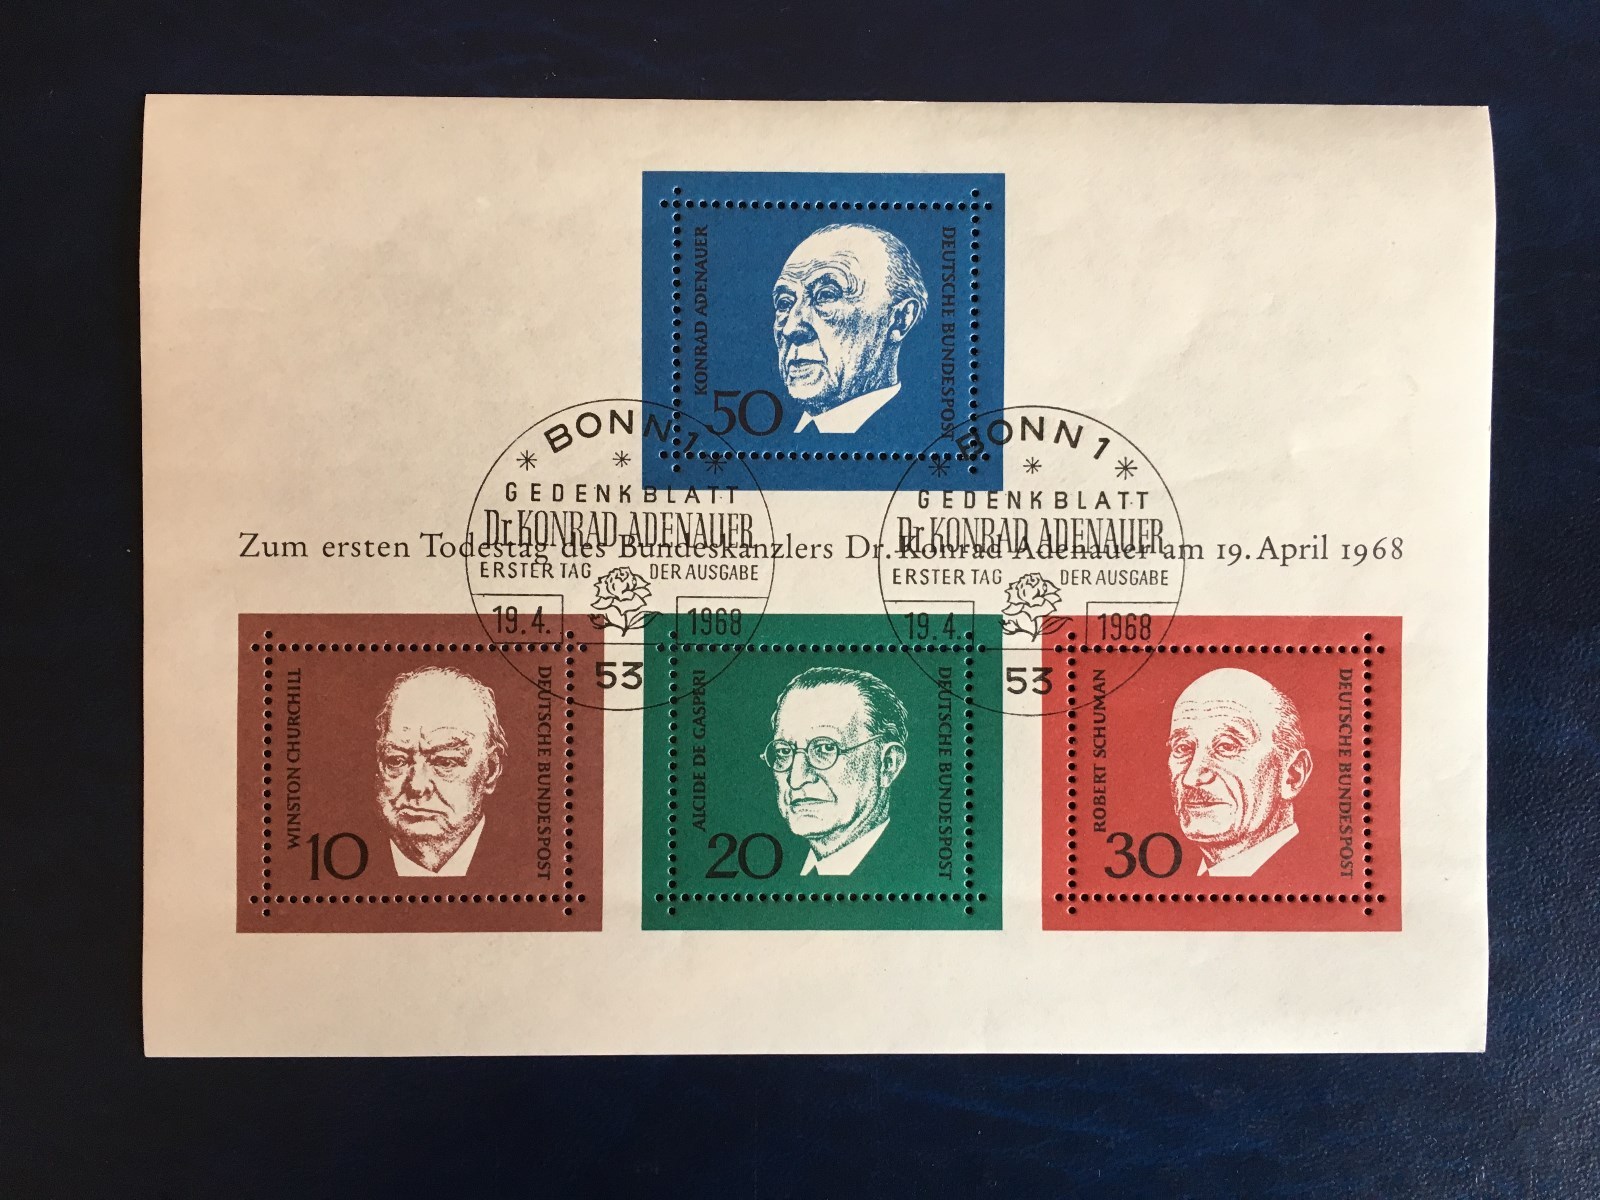 KONRAD ADENAUER
DEUTSCHE BUNDESPOST
50
BONN 1
GEDENKBLATT
Dr. KONRAD ADENAUER
ERSTER TAG DER AUSGABE
19.4. 1968
53
BONN 1
GEDENKBLATT
Dr. KONRAD ADENAUER
ERSTER TAG DER AUSGABE
19.4. 1968
53
Zum ersten Todestag des Bundeskanzlers Dr. Konrad Adenauer am 19. April 1968
WINSTON CHURCHILL
DEUTSCHE BUNDESPOST
10
ALCIDE DE GASPERI
DEUTSCHE BUNDESPOST
20
ROBERT SCHUMAN
DEUTSCHE BUNDESPOST
30